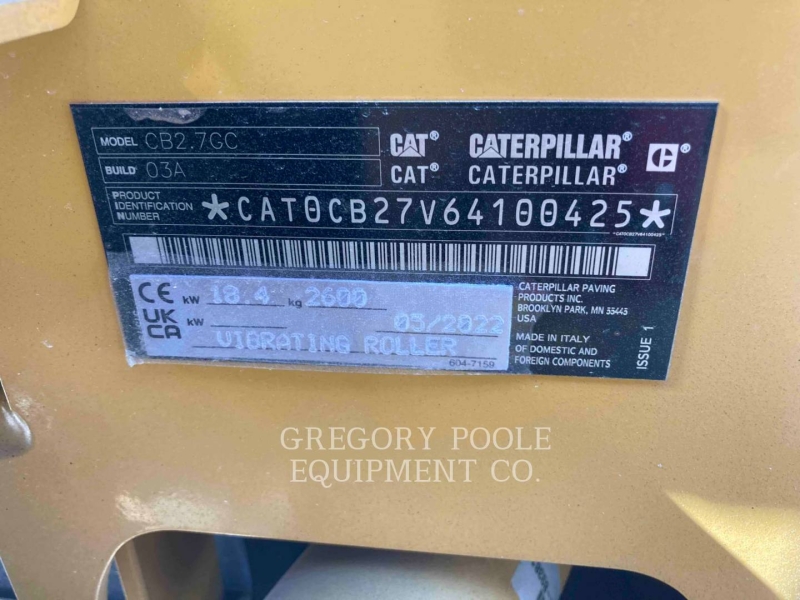 MODEL CB2.7GC
BUILD 03A
CAT® CATERPILLAR®
CAT® CATERPILLAR®
PRODUCT IDENTIFICATION NUMBER *CAT0CB27V64100425*
*CAT0CB27V64100425*
CE kW 18.4 kg 2600
UKCA kW 05/2022
VIBRATING ROLLER
604-7159
CATERPILLAR PAVING
PRODUCTS INC.
BROOKLYN PARK, MN 55445
USA
MADE IN ITALY
OF DOMESTIC AND
FOREIGN COMPONENTS
ISSUE 1
GREGORY POOLE
EQUIPMENT CO.